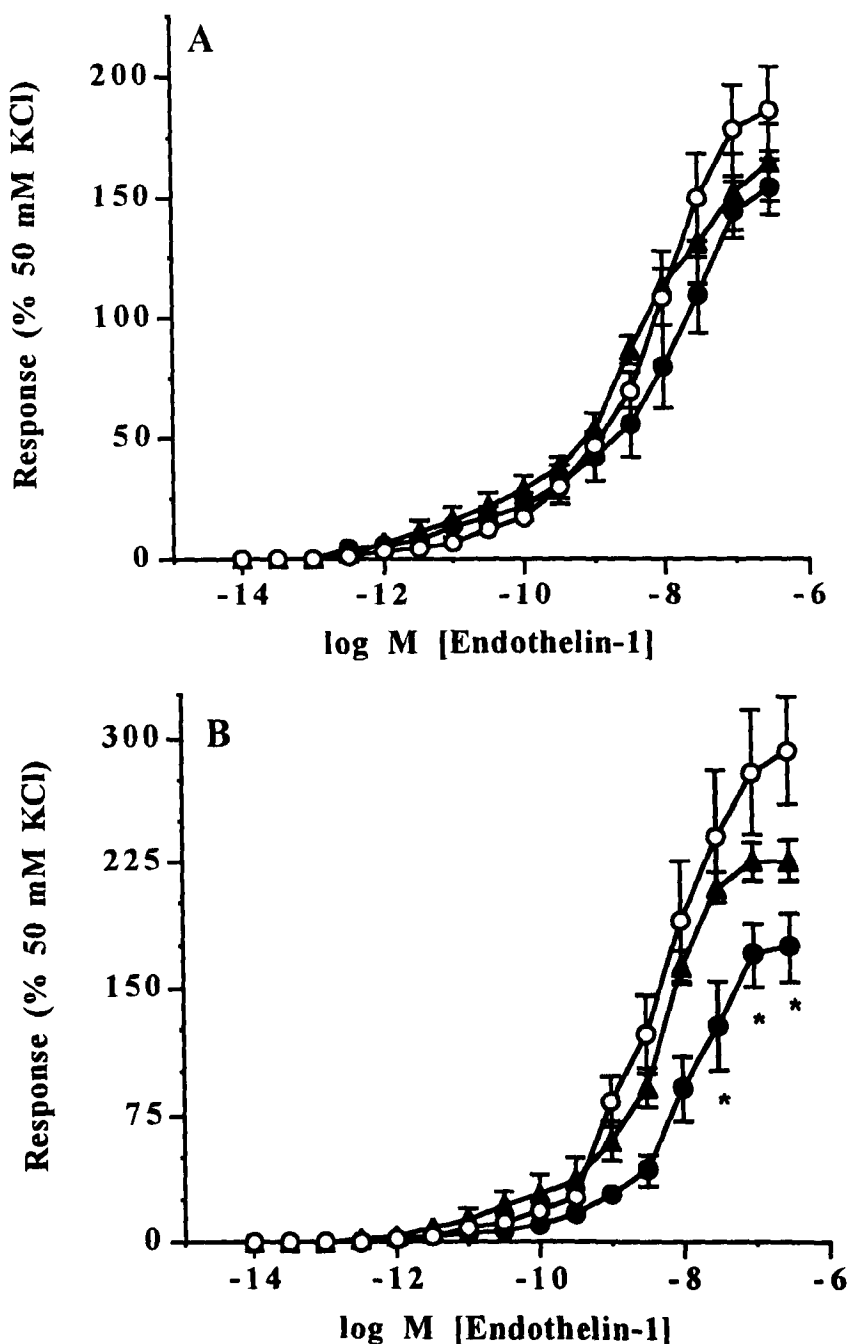 A
Response (% 50 mM KCl)
200
150
100
50
0
-14 -12 -10 -8 -6
log M [Endothelin-1]
B
Response (% 50 mM KCl)
300
225
150
75
0
* * *
-14 -12 -10 -8 -6
log M [Endothelin-1]